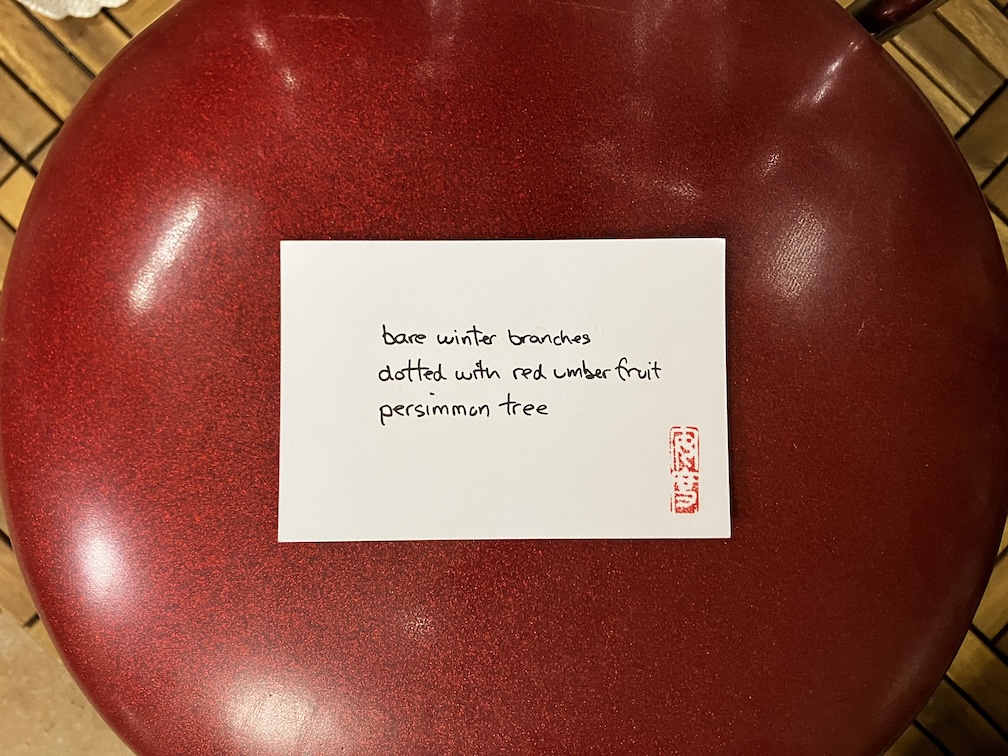 bare winter branches
dotted with red umber fruit
persimmon tree